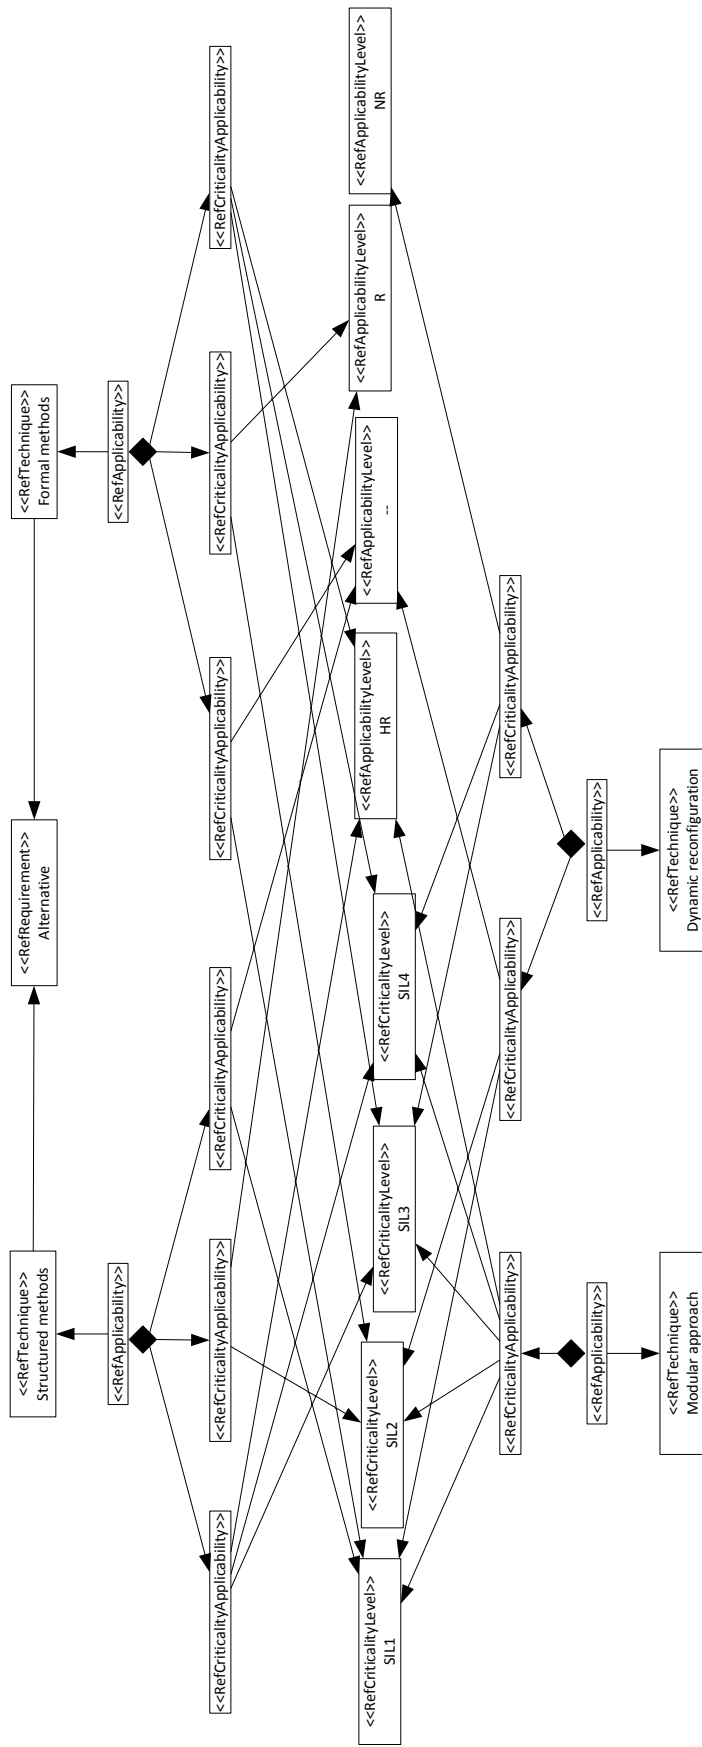 <<RefTechnique>>
Structured methods
<<RefRequirement>>
Alternative
<<RefTechnique>>
Formal methods
<<RefApplicability>>
<<RefApplicability>>
<<RefCriticalityApplicability>>
<<RefCriticalityApplicability>>
<<RefCriticalityApplicability>>
<<RefCriticalityApplicability>>
<<RefCriticalityApplicability>>
<<RefCriticalityApplicability>>
<<RefCriticalityLevel>>
SIL1
<<RefCriticalityLevel>>
SIL2
<<RefCriticalityLevel>>
SIL3
<<RefCriticalityLevel>>
SIL4
<<RefApplicabilityLevel>>
HR
<<RefApplicabilityLevel>>
--
<<RefApplicabilityLevel>>
R
<<RefApplicabilityLevel>>
NR
<<RefCriticalityApplicability>>
<<RefCriticalityApplicability>>
<<RefCriticalityApplicability>>
<<RefApplicability>>
<<RefApplicability>>
<<RefTechnique>>
Modular approach
<<RefTechnique>>
Dynamic reconfiguration